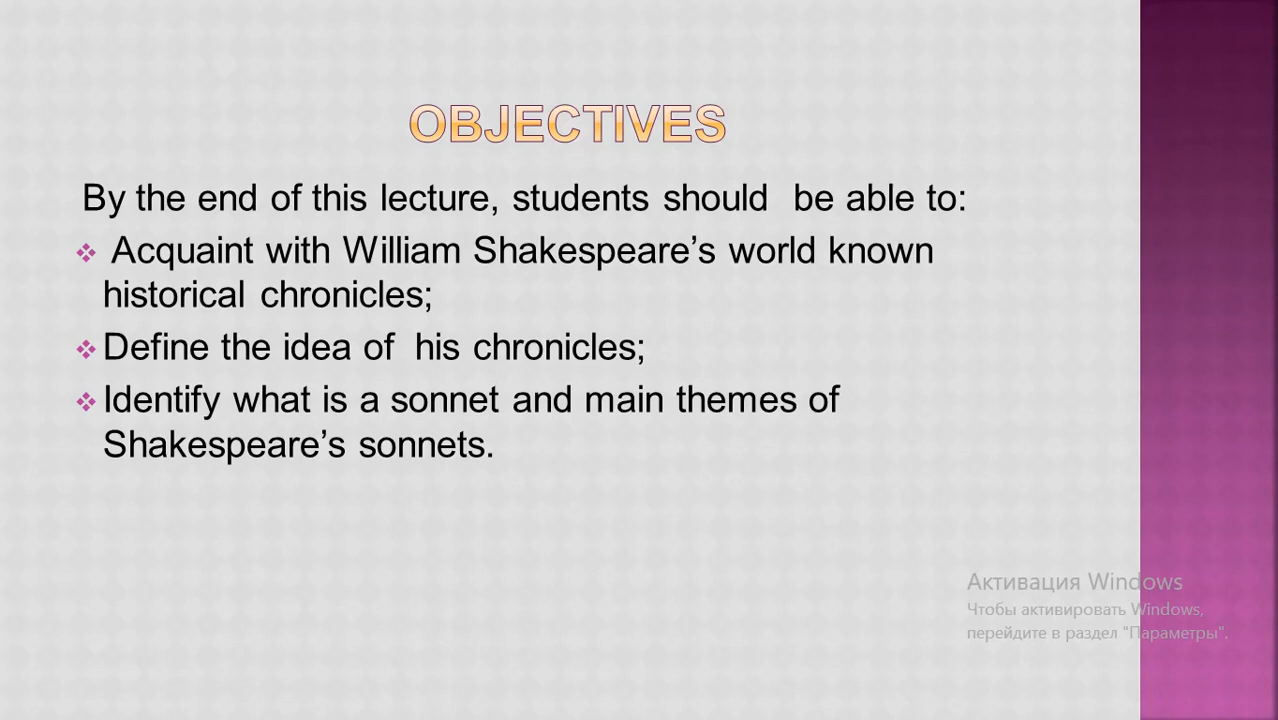 OBJECTIVES
By the end of this lecture, students should be able to:
Acquaint with William Shakespeare’s world known
historical chronicles;
Define the idea of his chronicles;
Identify what is a sonnet and main themes of
Shakespeare’s sonnets.
Активация Windows
Чтобы активировать Windows,
перейдите в раздел "Параметры".